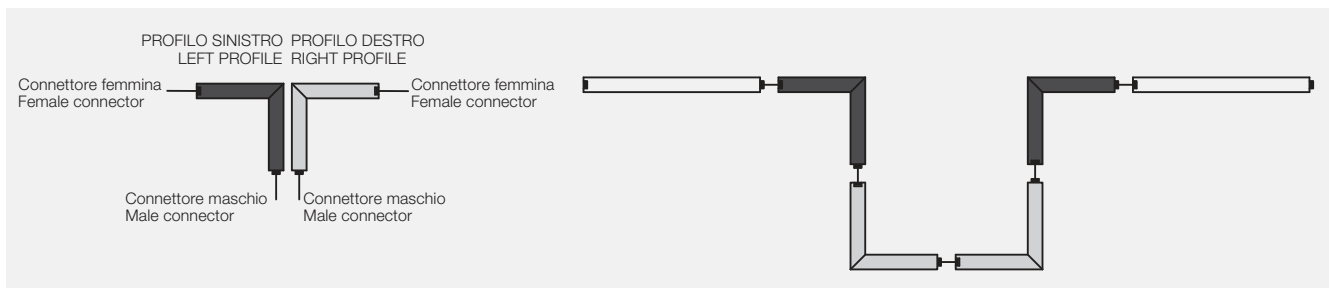 PROFILO SINISTRO
LEFT PROFILE
PROFILO DESTRO
RIGHT PROFILE
Connettore femmina
Female connector
Connettore femmina
Female connector
Connettore maschio
Male connector
Connettore maschio
Male connector